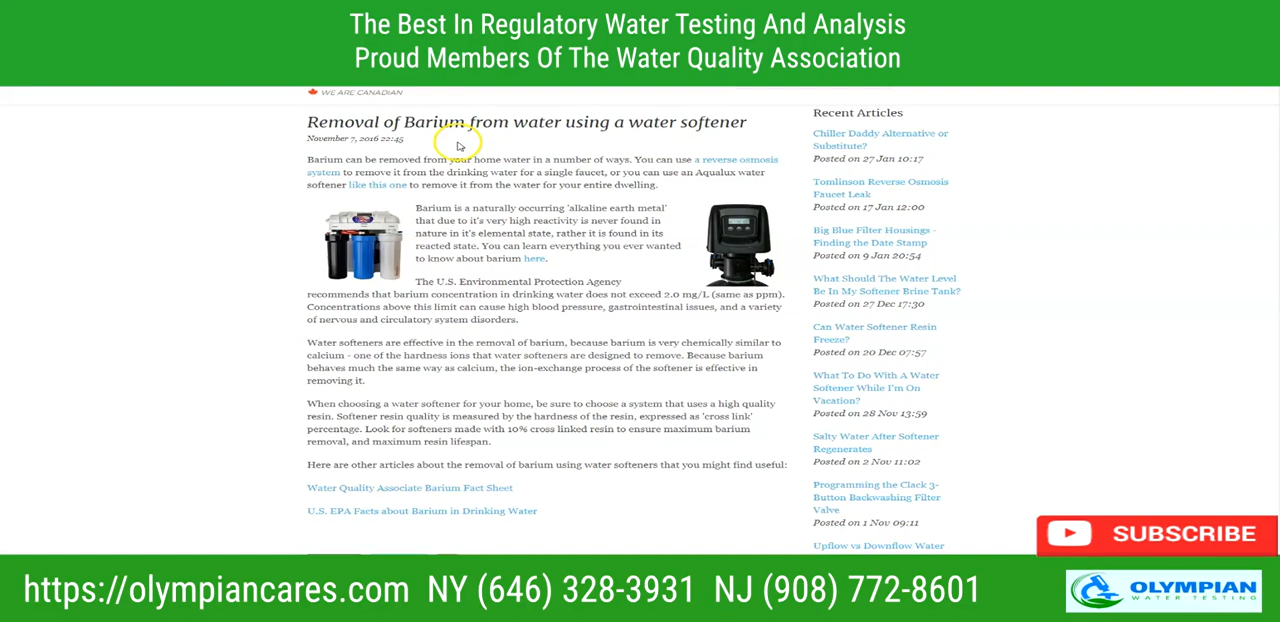 The Best In Regulatory Water Testing And Analysis
Proud Members Of The Water Quality Association
WE ARE CANADIAN
Removal of Barium from water using a water softener
November 7, 2016 22:45
Barium can be removed from your home water in a number of ways. You can use a reverse osmosis
system to remove it from the drinking water for a single faucet, or you can use an Aqualux water
softener like this one to remove it from the water for your entire dwelling.
Barium is a naturally occurring 'alkaline earth metal'
that due to it's very high reactivity is never found in
nature in it's elemental state, rather it is found in its
reacted state. You can learn everything you ever wanted
to know about barium here.
The U.S. Environmental Protection Agency
recommends that barium concentration in drinking water does not exceed 2.0 mg/L (same as ppm).
Concentrations above this limit can cause high blood pressure, gastrointestinal issues, and a variety
of nervous and circulatory system disorders.
Water softeners are effective in the removal of barium, because barium is very chemically similar to
calcium - one of the hardness ions that water softeners are designed to remove. Because barium
behaves much the same way as calcium, the ion-exchange process of the softener is effective in
removing it.
When choosing a water softener for your home, be sure to choose a system that uses a high quality
resin. Softener resin quality is measured by the hardness of the resin, expressed as 'cross link'
percentage. Look for softeners made with 10% cross linked resin to ensure maximum barium
removal, and maximum resin lifespan.
Here are other articles about the removal of barium using water softeners that you might find useful:
Water Quality Associate Barium Fact Sheet
U.S. EPA Facts about Barium in Drinking Water
Recent Articles
Chiller Daddy Alternative or
Substitute?
Posted on 27 Jan 10:17
Tomlinson Reverse Osmosis
Faucet Leak
Posted on 17 Jan 12:00
Big Blue Filter Housings -
Finding the Date Stamp
Posted on 9 Jan 20:54
What Should The Water Level
Be In My Softener Brine Tank?
Posted on 27 Dec 17:30
Can Water Softener Resin
Freeze?
Posted on 20 Dec 07:57
What To Do With A Water
Softener While I'm On
Vacation?
Posted on 28 Nov 13:59
Salty Water After Softener
Regenerates
Posted on 2 Nov 11:02
Programming the Clack 3-
Button Backwashing Filter
Valve
Posted on 1 Nov 09:11
Upflow vs Downflow Water
SUBSCRIBE
https://olympiancares.com NY (646) 328-3931 NJ (908) 772-8601
OLYMPIAN
WATER TESTING